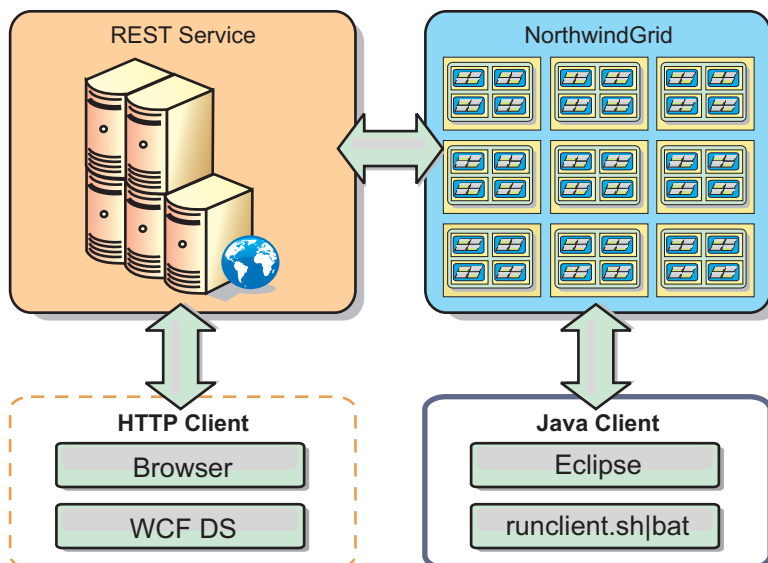 REST Service
NorthwindGrid
HTTP Client
Browser
WCF DS
Java Client
Eclipse
runclient.sh|bat